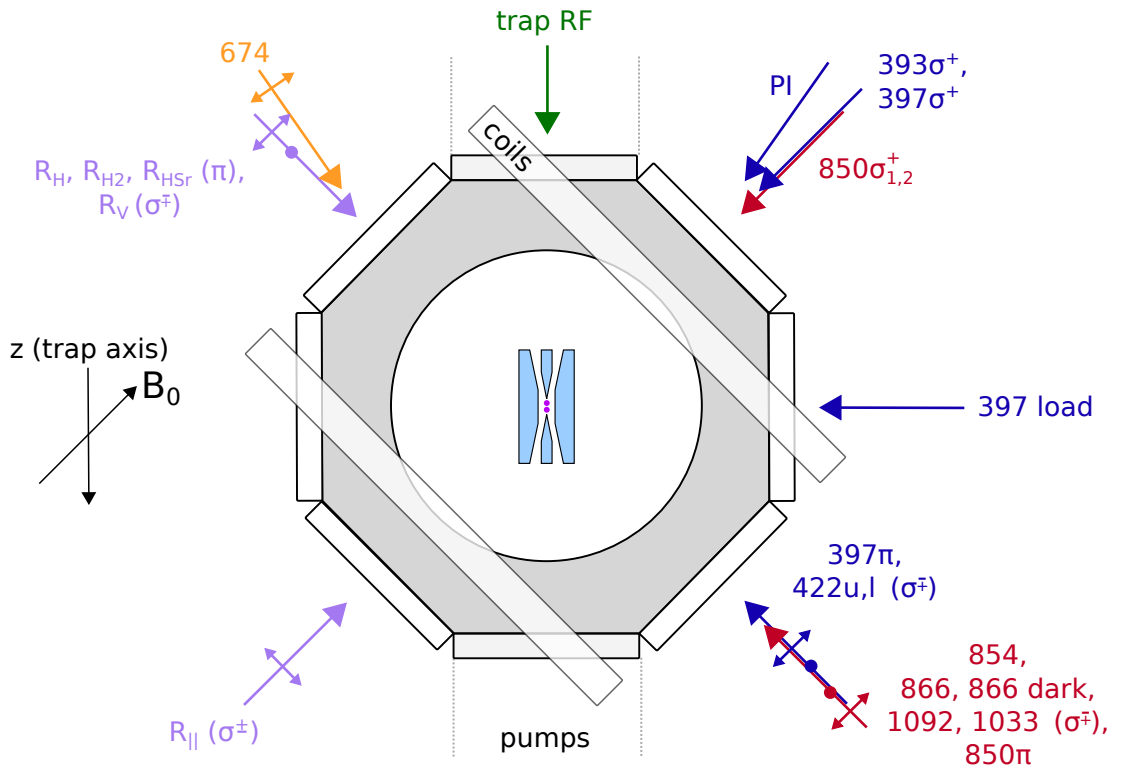 trap RF
674
PI
393σ⁺,
397σ⁺
coils
850σ⁺₁,₂
R_H, R_H2, R_HSr (π),
R_V (σ∓)
z (trap axis)
B₀
397 load
397π,
422u,l (σ∓)
854,
866, 866 dark,
1092, 1033 (σ∓),
850π
R_|| (σ±)
pumps